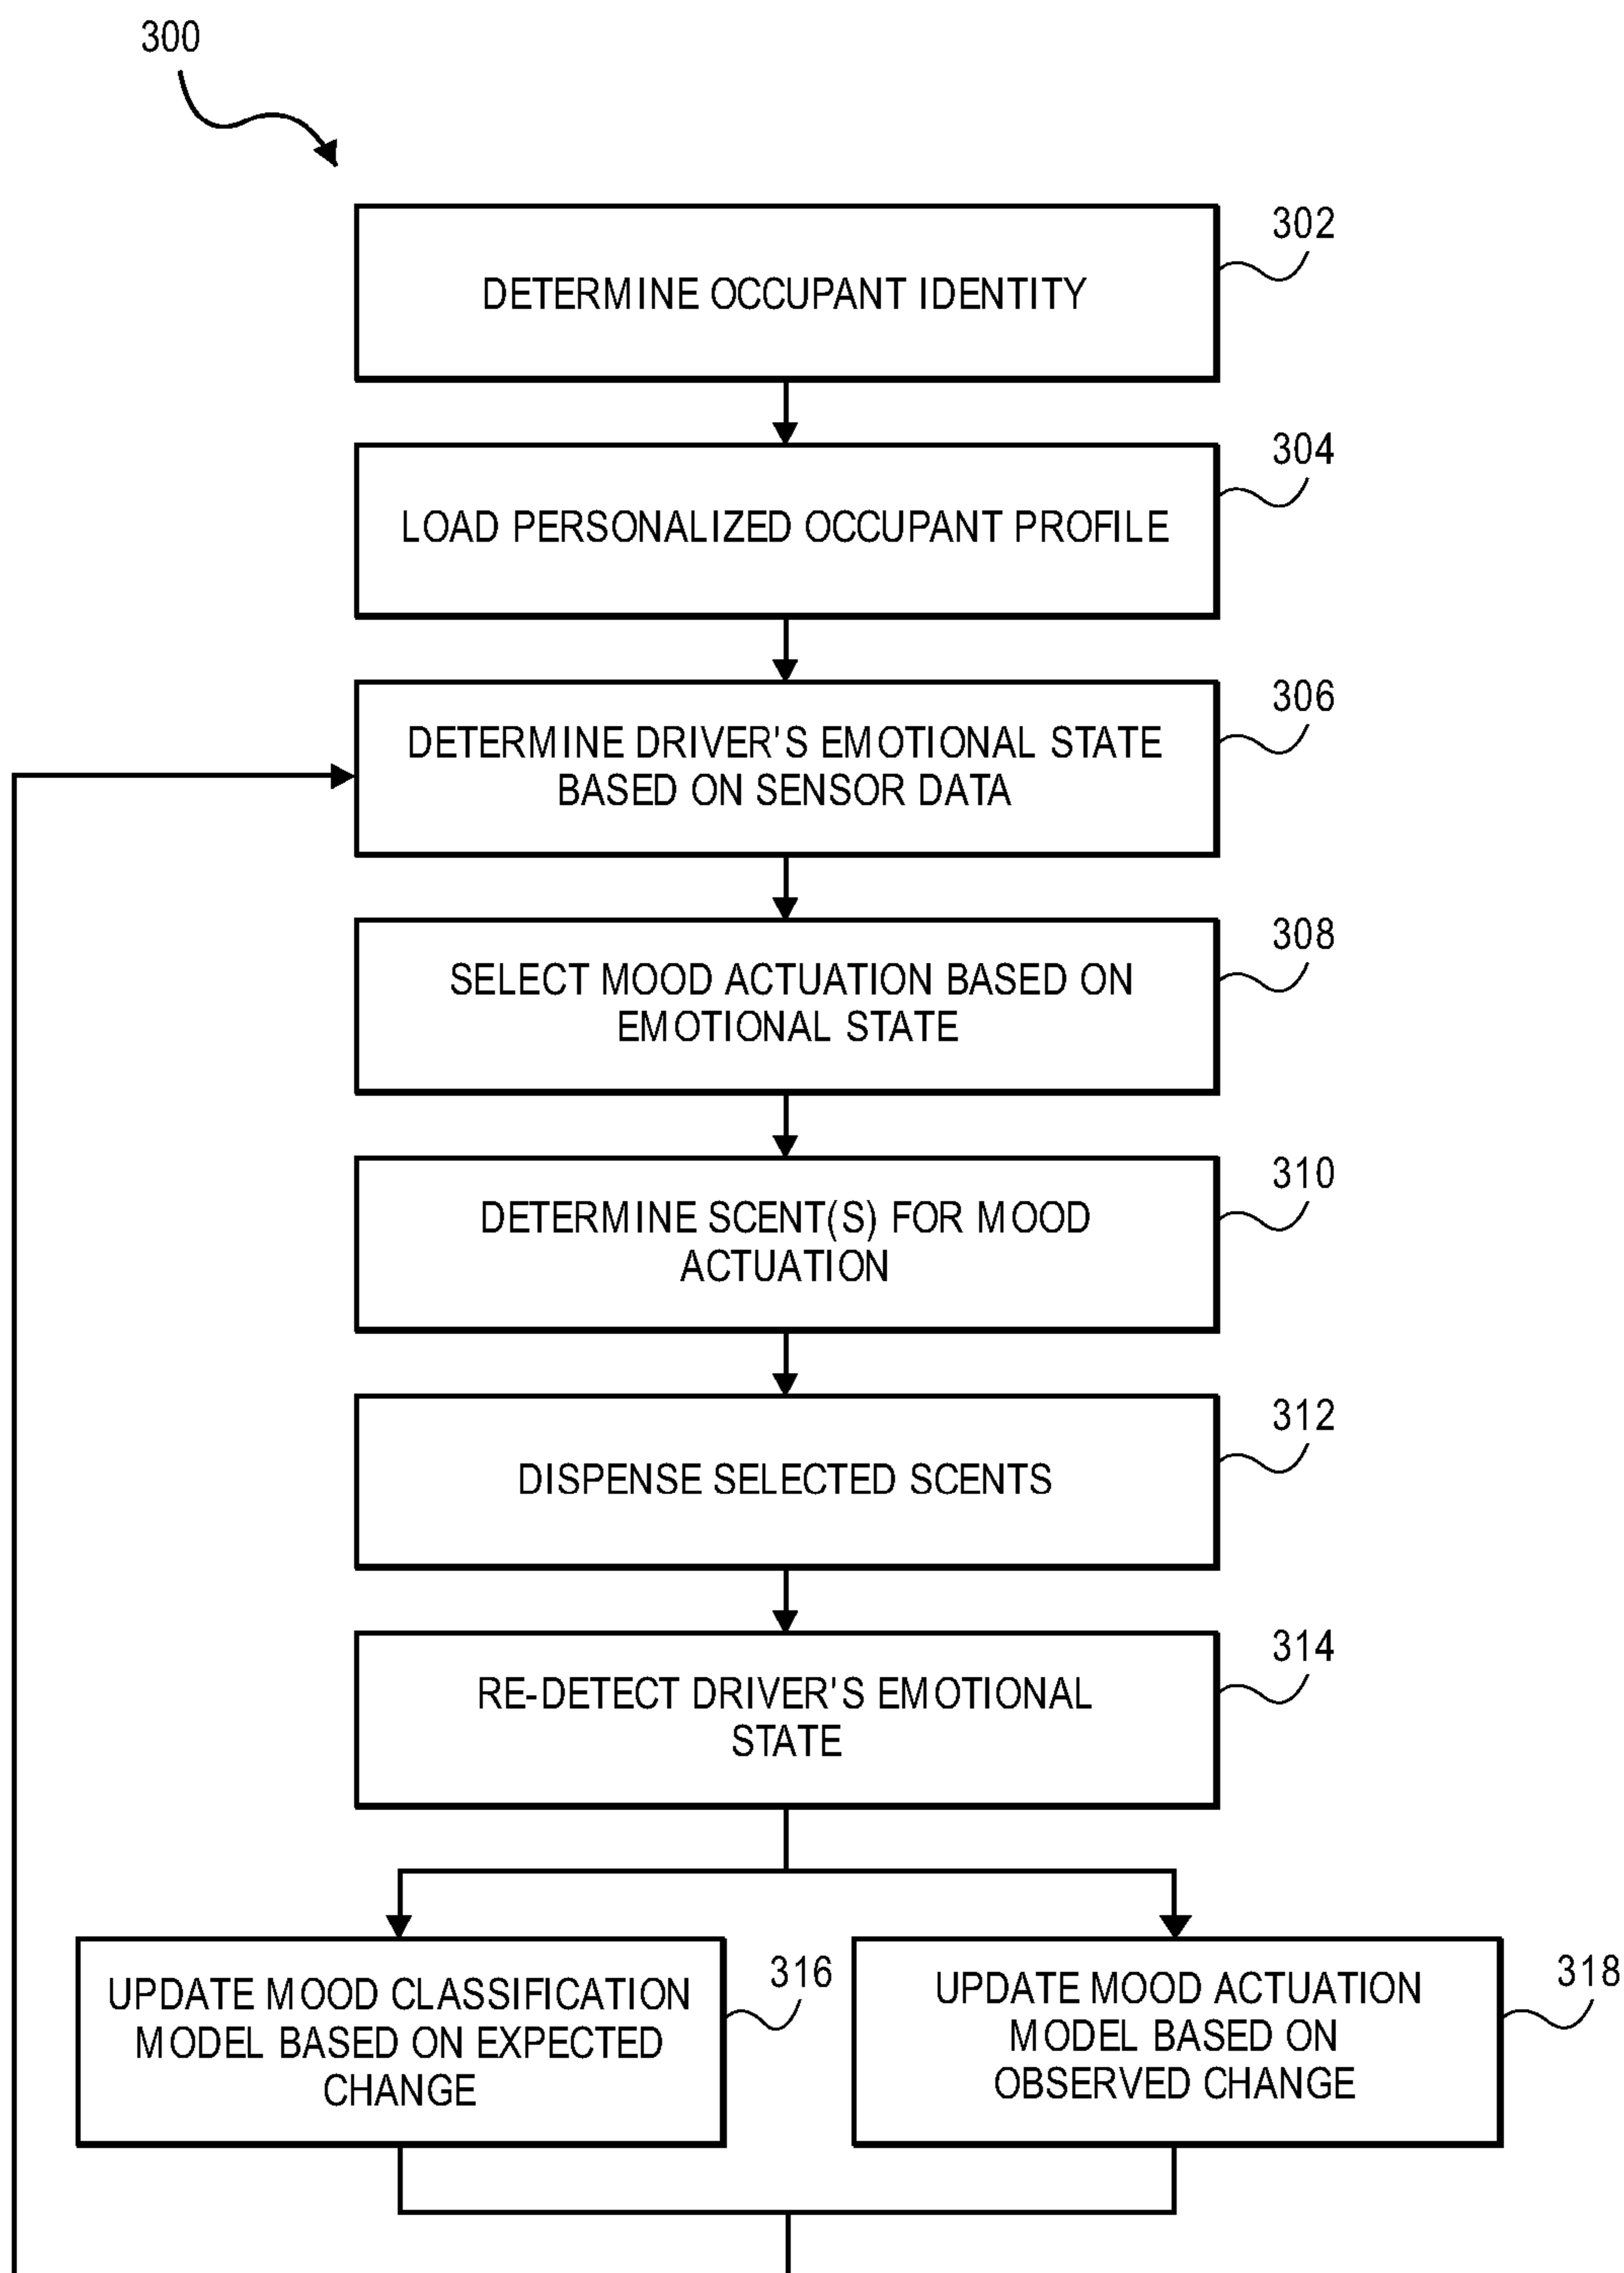 300
302
DETERMINE OCCUPANT IDENTITY
304
LOAD PERSONALIZED OCCUPANT PROFILE
306
DETERMINE DRIVER'S EMOTIONAL STATE
BASED ON SENSOR DATA
308
SELECT MOOD ACTUATION BASED ON
EMOTIONAL STATE
310
DETERMINE SCENT(S) FOR MOOD
ACTUATION
312
DISPENSE SELECTED SCENTS
314
RE-DETECT DRIVER'S EMOTIONAL
STATE
316
UPDATE MOOD CLASSIFICATION
MODEL BASED ON EXPECTED
CHANGE
318
UPDATE MOOD ACTUATION
MODEL BASED ON
OBSERVED CHANGE